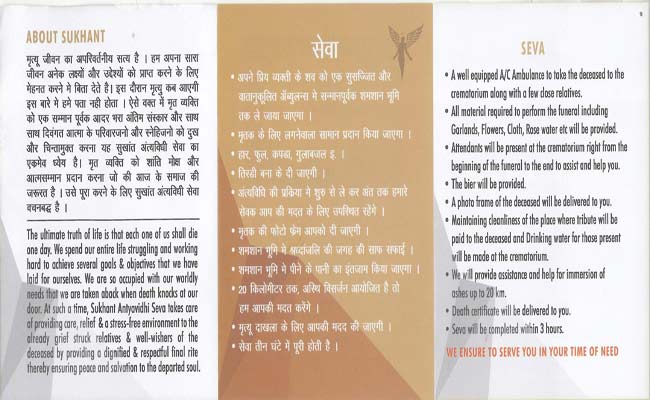 ABOUT SUKHANT
मृत्यू जीवन का अपरिवर्तनीय सत्य है । हम अपना सारा
जीवन अनेक लक्ष्यों और उद्देश्यों को प्राप्त करने के लिए
मेहनत करने मे बिता देते है। इस दौरान मृत्यु कब आएगी
इस बारे मे हमे पता नही होता । ऐसे वक्त में मृत व्यक्ति
को एक सम्मान पूर्वक आदर भरा अंतिम संस्कार और साथ
साथ दिवंगत आत्मा के परिवारजनो और स्नेहिजनो को दुख
और चिन्तामुक्त करना यह सुखांत अंत्यविधी सेवा का
एकमेव ध्येय है। मृत व्यक्ति को शांति मोक्ष और
आत्मसम्मान प्रदान करना जो की आज के समाज की
जरूरत है । उसे पूरा करने के लिए सुखांत अंत्यविधी सेवा
वचनबद्ध है ।
The ultimate truth of life is that each one of us shall die
one day. We spend our entire life struggling and working
hard to achieve several goals & objectives that we have
laid for ourselves. We are so occupied with our worldly
needs that we are taken aback when death knocks at our
door. At such a time, Sukhant Antyavidhi Seva takes care
of providing care, relief & a stress-free environment to the
already grief struck relatives & well-wishers of the
deceased by providing a dignified & respectful final rite
thereby ensuring peace and salvation to the departed soul.
सेवा
• अपने प्रिय व्यक्ती के शव को एक सुसज्जित और
वातानुकूलित ॲंब्युलन्स मे सन्मानपूर्वक शमशान भूमि
तक ले जाया जाएगा ।
• मृतक के लिए लगनेवाला सामान प्रदान किया जाएगा ।
• हार, फूल, कपडा, गुलाबजल इ. ।
• तिरडी बना के दी जाएगी ।
• अंत्यविधि की प्रक्रिया मे शुरु से ले कर अंत तक हमारे
सेवक आप की मदत के लिए उपस्थित रहेंगे ।
• मृतक की फोटो फ्रेम आपको दी जाएगी ।
• शमशान भूमि मे श्रध्दांजलि की जगह की साफ सफाई ।
• शमशान भूमि मे पीने के पानी का इंतजाम किया जाएगा ।
• 20 किलोमीटर तक, अस्थि विसर्जन आयोजित है तो
हम आपकी मदत करेंगे ।
• मृत्यू दाखला के लिए आपकी मदद की जाएगी ।
• सेवा तीन घंटे में पूरी होती है ।
SEVA
• A well equipped A/C Ambulance to take the deceased to the
crematorium along with a few close relatives.
• All material required to perform the funeral including
Garlands, Flowers, Cloth, Rose water etc will be provided.
• Attendants will be present at the crematorium right from the
beginning of the funeral to the end to assist and help you.
• The bier will be provided.
• A photo frame of the deceased will be delivered to you.
• Maintaining cleanliness of the place where tribute will be
paid to the deceased and Drinking water for those present
will be made at the crematorium.
• We will provide assistance and help for immersion of
ashes up to 20 km.
• Death certificate will be delivered to you.
• Seva will be completed within 3 hours.
WE ENSURE TO SERVE YOU IN YOUR TIME OF NEED